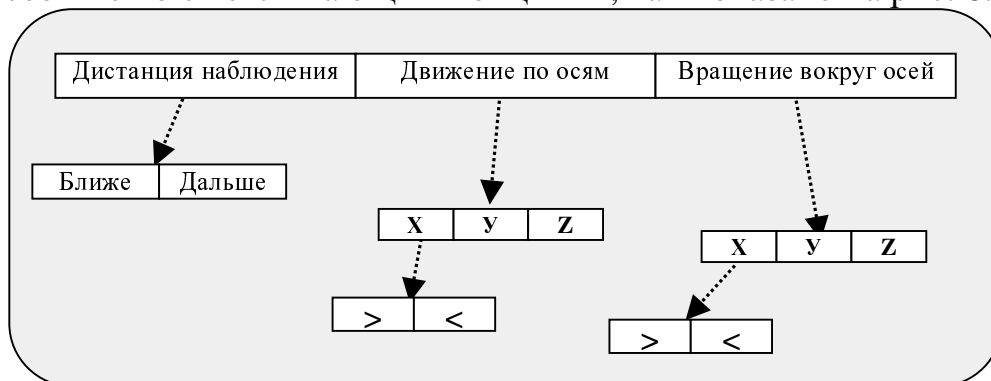 Дистанция наблюдения Движение по осям Вращение вокруг осей
Ближе Дальше
X У Z
X У Z
> <
> <